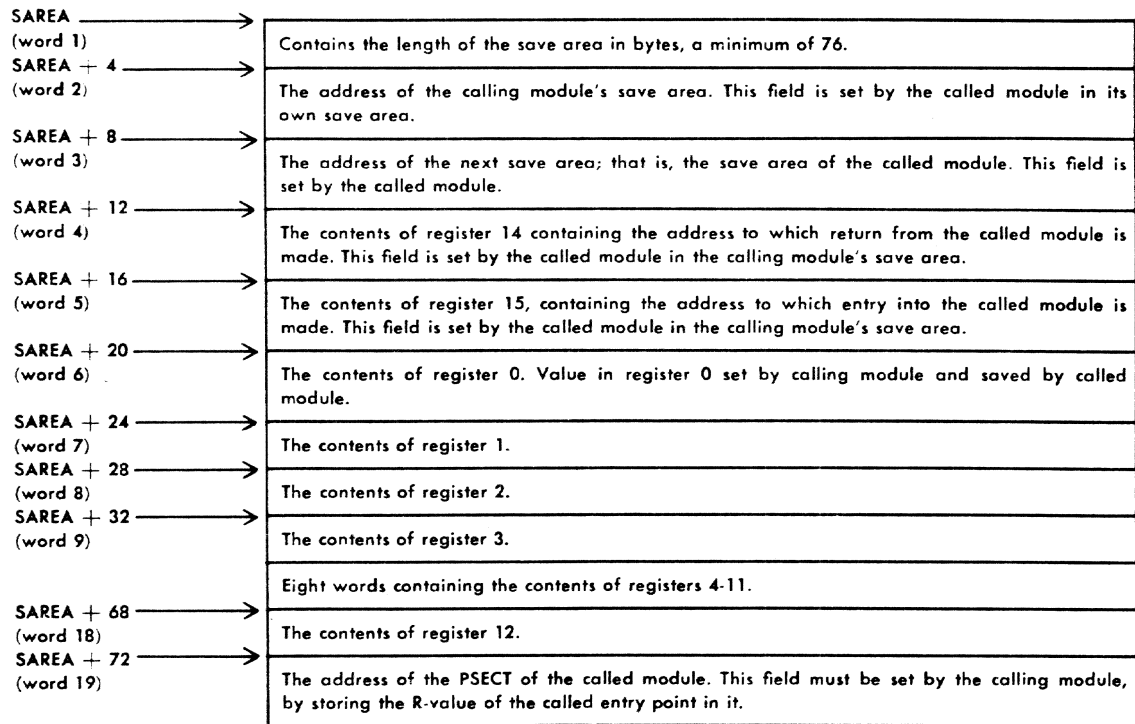 SAREA
(word 1)
Contains the length of the save area in bytes, a minimum of 76.
SAREA + 4
(word 2)
The address of the calling module's save area. This field is set by the called module in its
own save area.
SAREA + 8
(word 3)
The address of the next save area; that is, the save area of the called module. This field is
set by the called module.
SAREA + 12
(word 4)
The contents of register 14 containing the address to which return from the called module is
made. This field is set by the called module in the calling module's save area.
SAREA + 16
(word 5)
The contents of register 15, containing the address to which entry into the called module is
made. This field is set by the called module in the calling module's save area.
SAREA + 20
(word 6)
The contents of register 0. Value in register 0 set by calling module and saved by called
module.
SAREA + 24
(word 7)
The contents of register 1.
SAREA + 28
(word 8)
The contents of register 2.
SAREA + 32
(word 9)
The contents of register 3.
Eight words containing the contents of registers 4-11.
SAREA + 68
(word 18)
The contents of register 12.
SAREA + 72
(word 19)
The address of the PSECT of the called module. This field must be set by the calling module,
by storing the R-value of the called entry point in it.